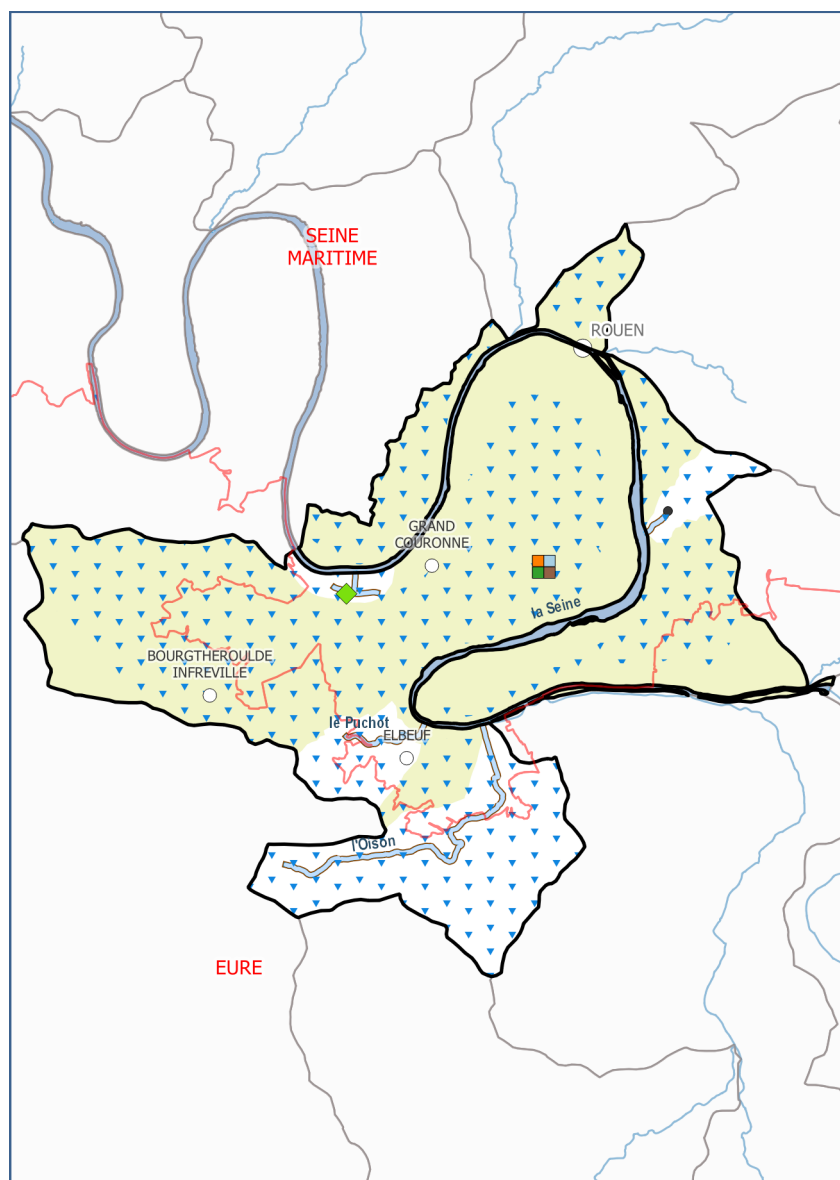 SEINE
MARITIME
ROUEN
GRAND
COURONNE
la Seine
BOURGTHEROULDE
INFREVILLE
le Puchot
ELBEUF
l'Oison
EURE